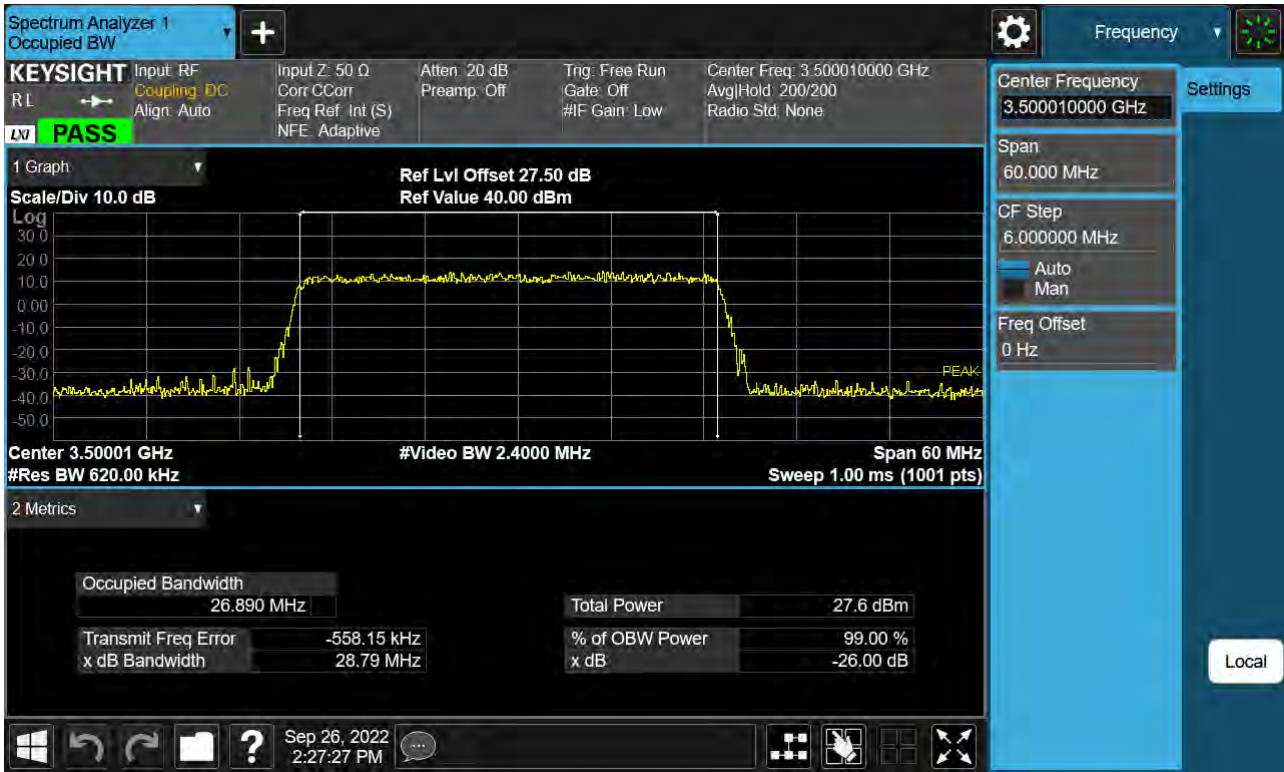 Spectrum Analyzer 1
Occupied BW
+
Frequency
KEYSIGHT
RL
LXI
PASS
Input: RF
Coupling: DC
Align: Auto
Input Z: 50 Ω
Corr CCorr
Freq Ref: Int (S)
NFE: Adaptive
Atten: 20 dB
Preamp: Off
Trig: Free Run
Gate: Off
#IF Gain: Low
Center Freq: 3.500010000 GHz
Avg|Hold: 200/200
Radio Std: None
Center Frequency
3.500010000 GHz
Settings
Span
60.000 MHz
CF Step
6.000000 MHz
Auto
Man
Freq Offset
0 Hz
1 Graph
Scale/Div 10.0 dB
Ref Lvl Offset 27.50 dB
Ref Value 40.00 dBm
Log
30.0
20.0
10.0
0.00
-10.0
-20.0
-30.0
-40.0
-50.0
PEAK
Center 3.50001 GHz
#Video BW 2.4000 MHz
Span 60 MHz
#Res BW 620.00 kHz
Sweep 1.00 ms (1001 pts)
2 Metrics
Occupied Bandwidth
26.890 MHz
Total Power 27.6 dBm
Transmit Freq Error -558.15 kHz
% of OBW Power 99.00 %
x dB Bandwidth 28.79 MHz
x dB -26.00 dB
Local
?
Sep 26, 2022
2:27:27 PM